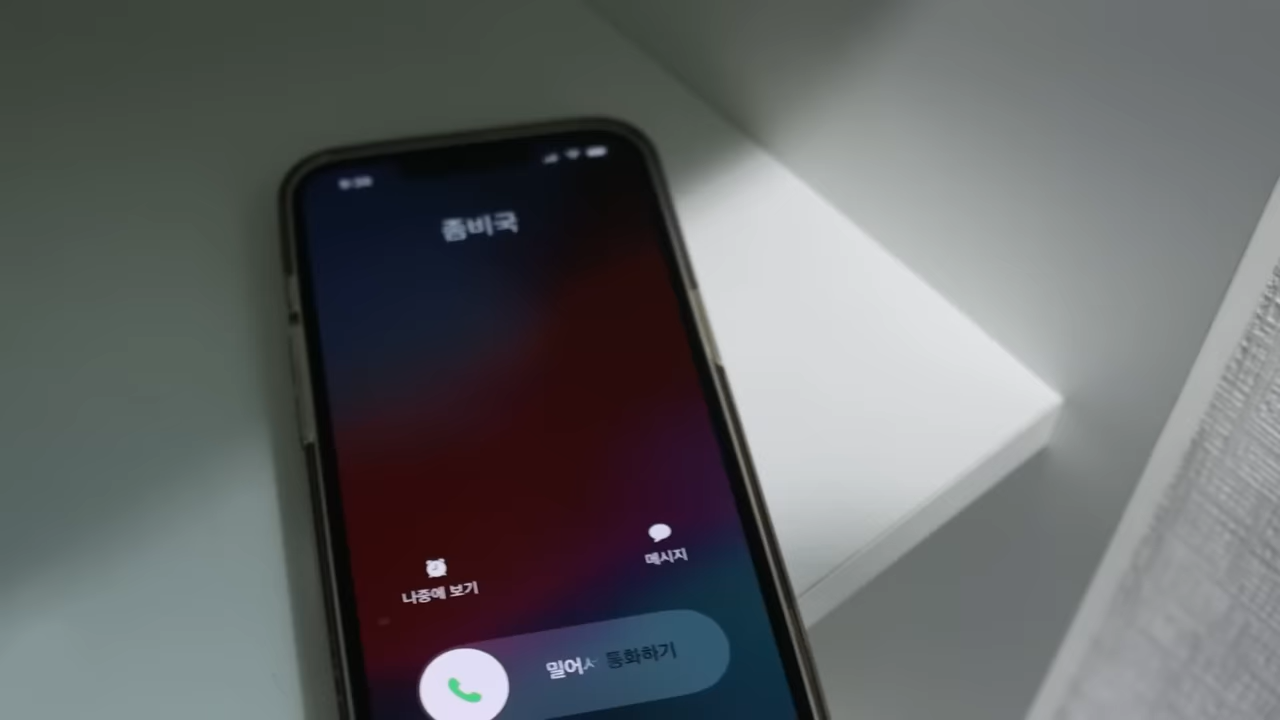 좀비국
메시지
나중에 보기
밀어서 통화하기